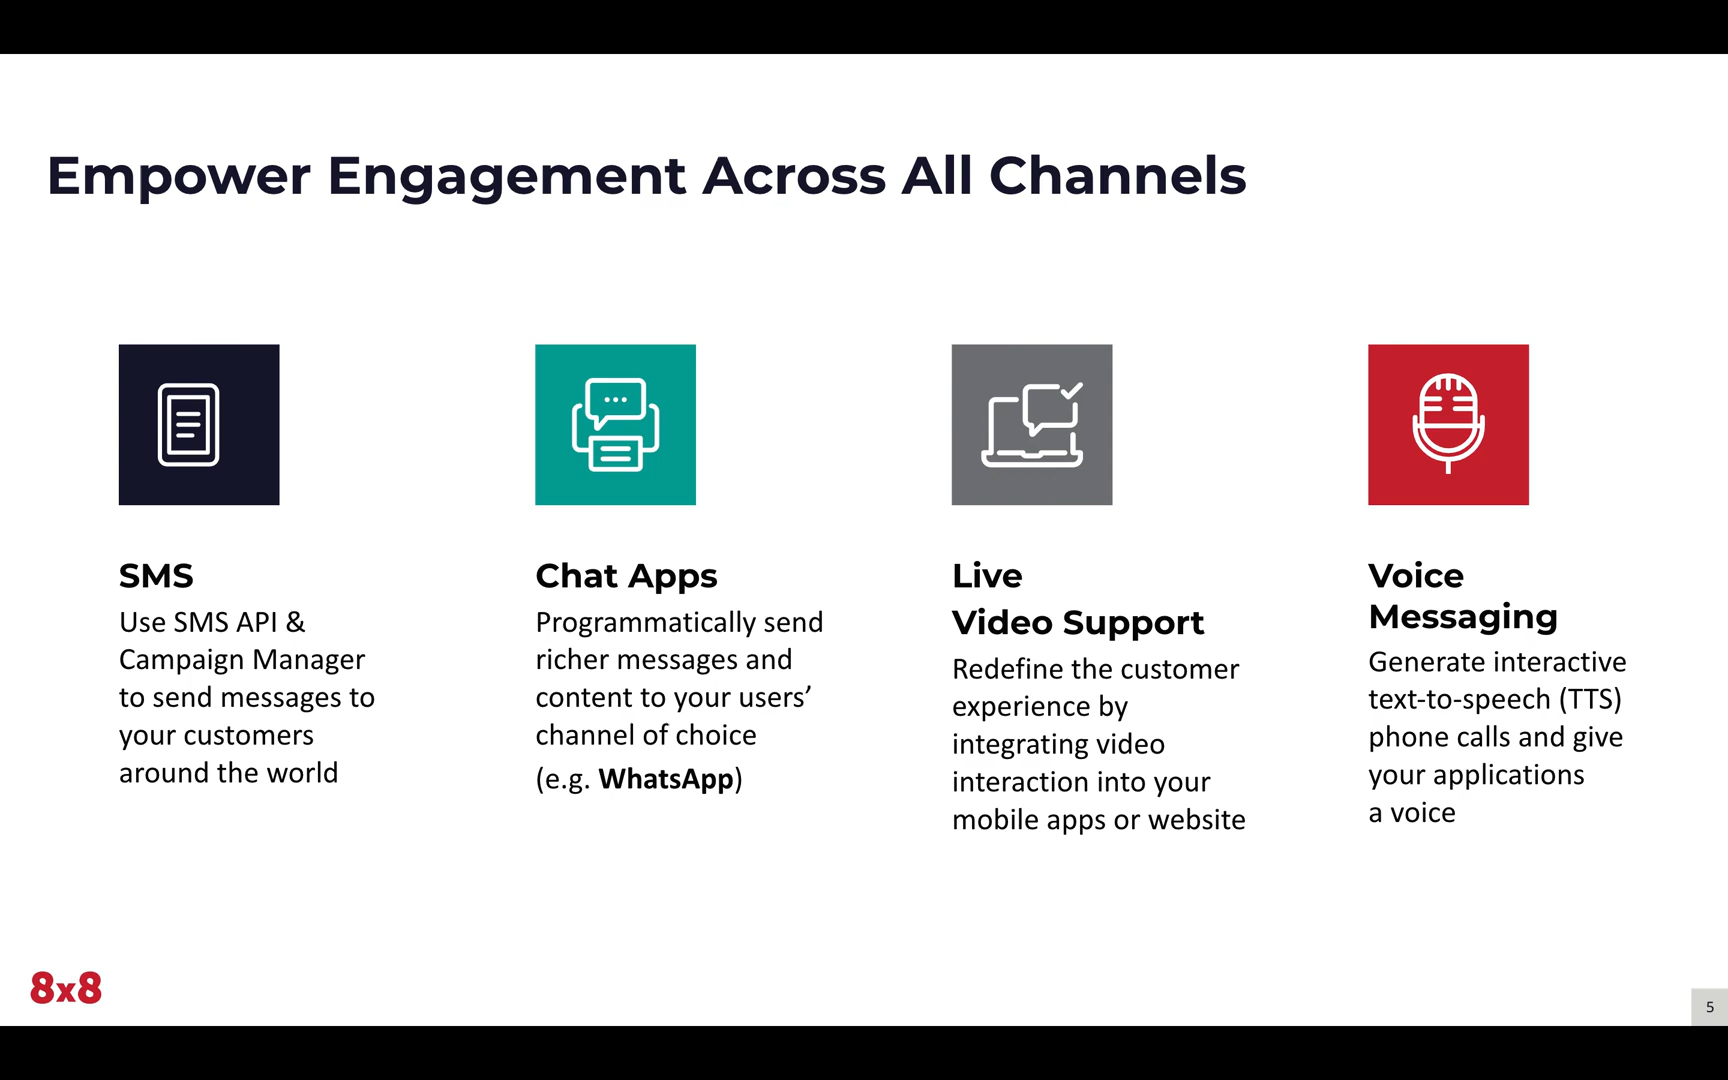 Empower Engagement Across All Channels
SMS
Use SMS API &
Campaign Manager
to send messages to
your customers
around the world
Chat Apps
Programmatically send
richer messages and
content to your users’
channel of choice
(e.g. WhatsApp)
Live
Video Support
Redefine the customer
experience by
integrating video
interaction into your
mobile apps or website
Voice
Messaging
Generate interactive
text-to-speech (TTS)
phone calls and give
your applications
a voice
8x8
5